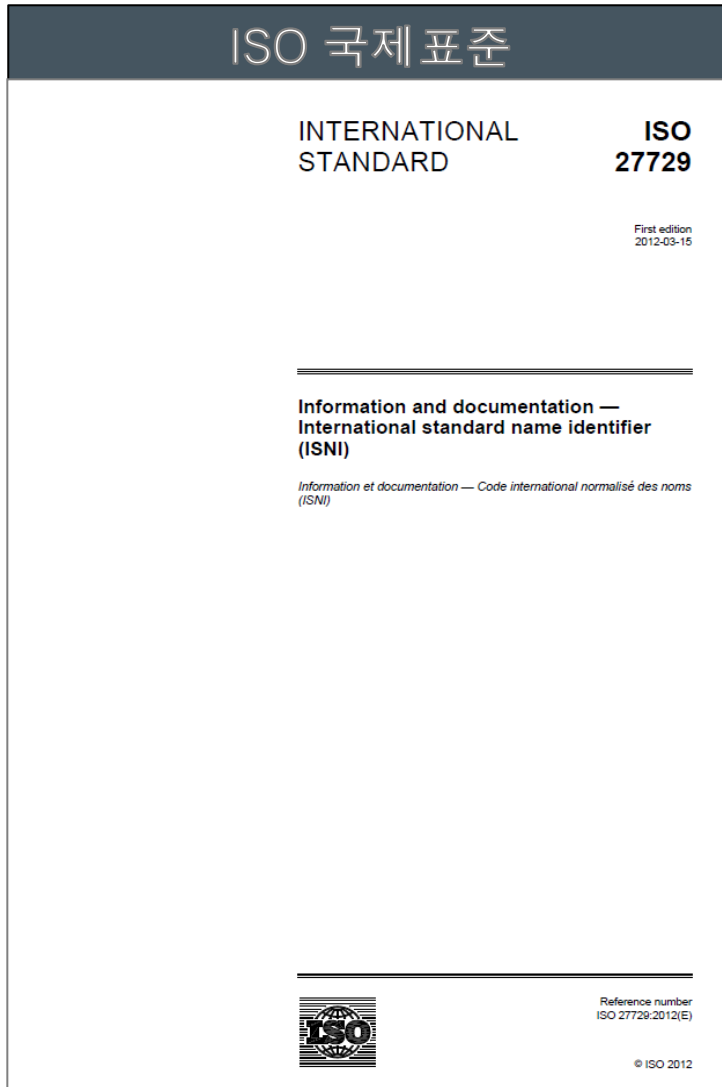 ISO 국제표준
INTERNATIONAL ISO
STANDARD 27729
First edition
2012-03-15
Information and documentation —
International standard name identifier
(ISNI)
Information et documentation — Code international normalisé des noms
(ISNI)
Reference number
ISO 27729:2012(E)
ISO
© ISO 2012